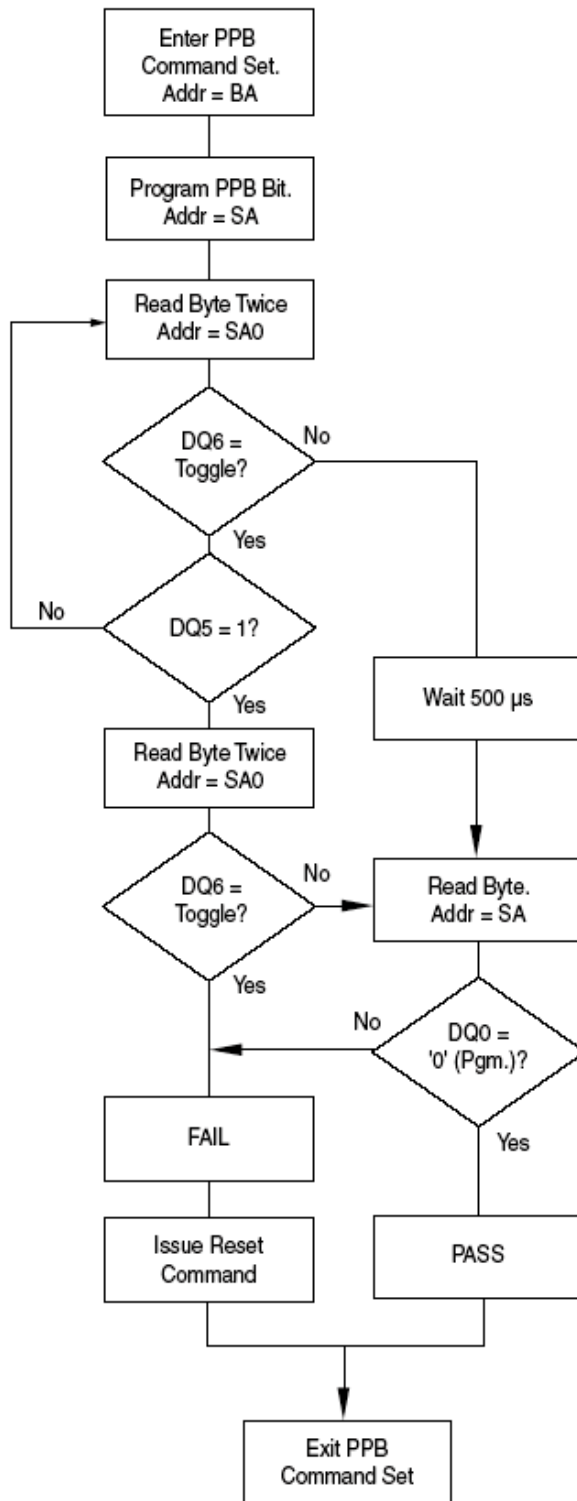 Enter PPB
Command Set.
Addr = BA
Program PPB Bit.
Addr = SA
Read Byte Twice
Addr = SA0
DQ6 =
Toggle?
No
Yes
DQ5 = 1?
No
Yes
Wait 500 µs
Read Byte Twice
Addr = SA0
DQ6 =
Toggle?
No
Yes
Read Byte.
Addr = SA
DQ0 =
'0' (Pgm.)?
No
Yes
FAIL
Issue Reset
Command
PASS
Exit PPB
Command Set